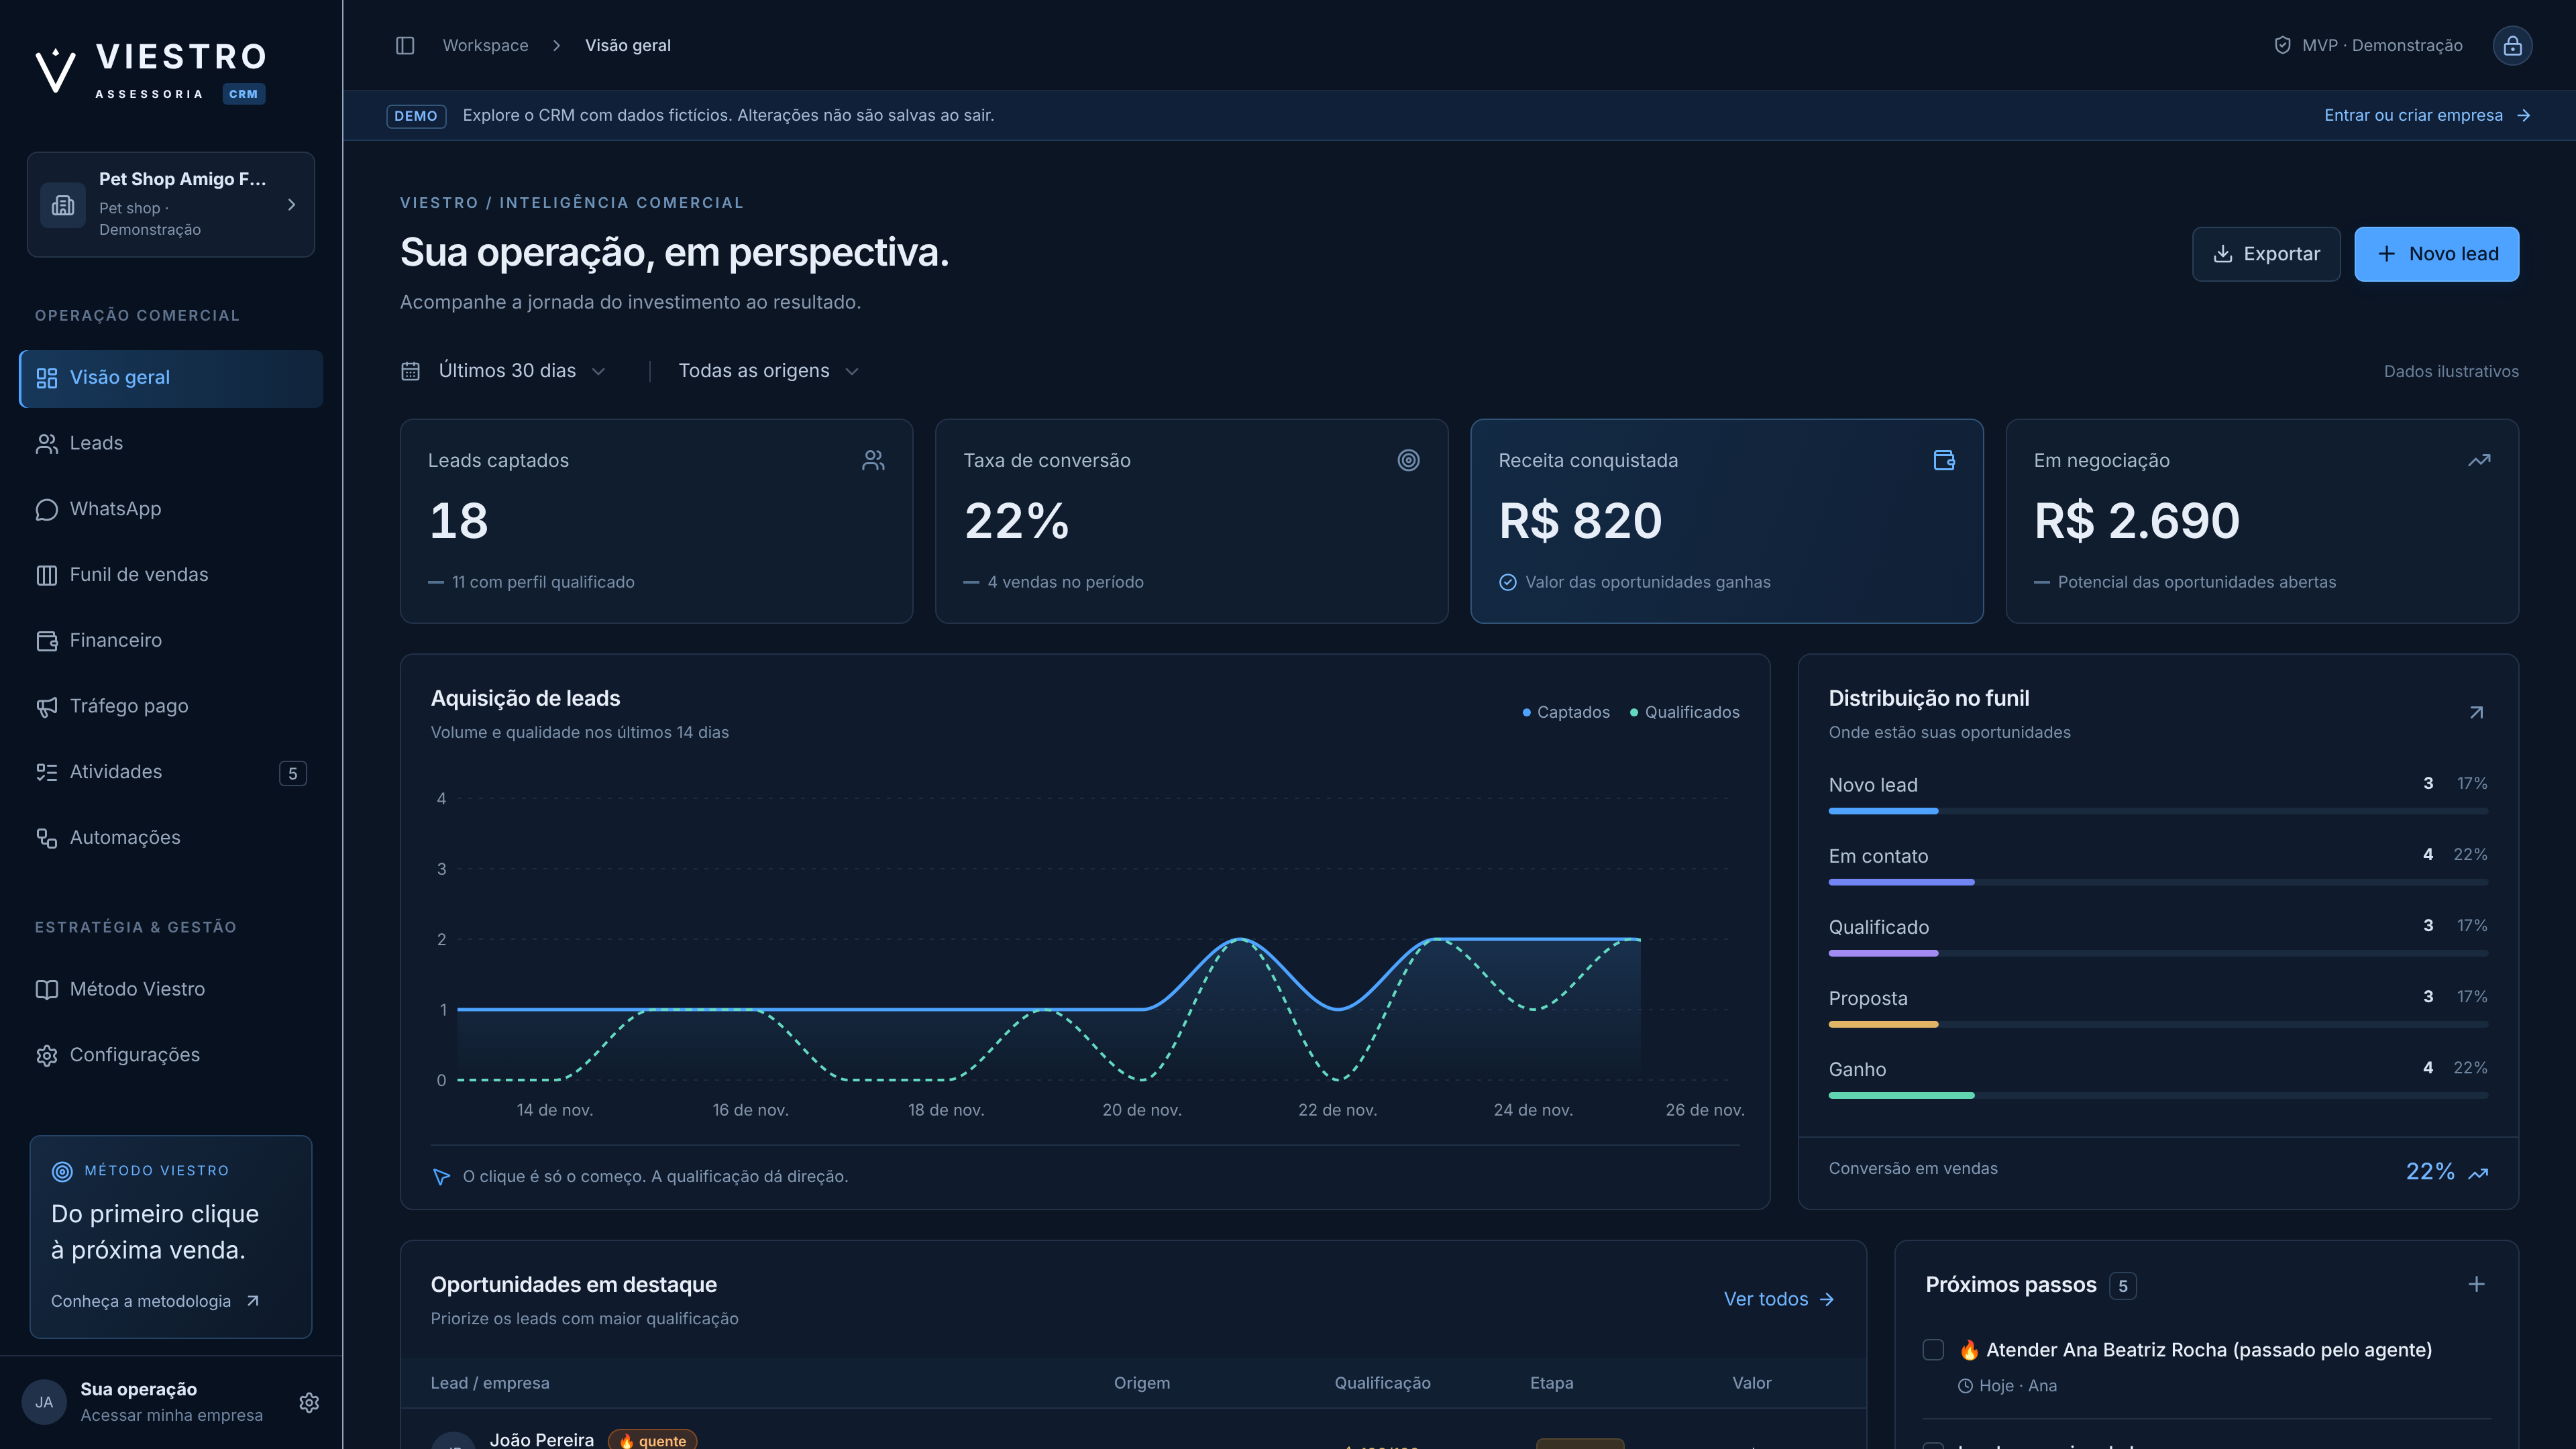 VIESTRO
ASSESSORIA CRM
Pet Shop Amigo F...
Pet shop ·
Demonstração
OPERAÇÃO COMERCIAL
Visão geral
Leads
WhatsApp
Funil de vendas
Financeiro
Tráfego pago
Atividades 5
Automações
ESTRATÉGIA & GESTÃO
Método Viestro
Configurações
MÉTODO VIESTRO
Do primeiro clique
à próxima venda.
Conheça a metodologia
JA
Sua operação
Acessar minha empresa
Workspace Visão geral
MVP · Demonstração
DEMO Explore o CRM com dados fictícios. Alterações não são salvas ao sair.
Entrar ou criar empresa
VIESTRO / INTELIGÊNCIA COMERCIAL
Sua operação, em perspectiva.
Acompanhe a jornada do investimento ao resultado.
Exportar
Novo lead
Últimos 30 dias
Todas as origens
Dados ilustrativos
Leads captados
18
11 com perfil qualificado
Taxa de conversão
22%
4 vendas no período
Receita conquistada
R$ 820
Valor das oportunidades ganhas
Em negociação
R$ 2.690
Potencial das oportunidades abertas
Aquisição de leads
Volume e qualidade nos últimos 14 dias
Captados Qualificados
4
3
2
1
0
14 de nov. 16 de nov. 18 de nov. 20 de nov. 22 de nov. 24 de nov. 26 de nov.
O clique é só o começo. A qualificação dá direção.
Distribuição no funil
Onde estão suas oportunidades
Novo lead 3 17%
Em contato 4 22%
Qualificado 3 17%
Proposta 3 17%
Ganho 4 22%
Conversão em vendas 22%
Oportunidades em destaque
Priorize os leads com maior qualificação
Ver todos
Lead / empresa Origem Qualificação Etapa Valor
João Pereira 🔥 quente
Próximos passos 5
🔥 Atender Ana Beatriz Rocha (passado pelo agente)
Hoje · Ana